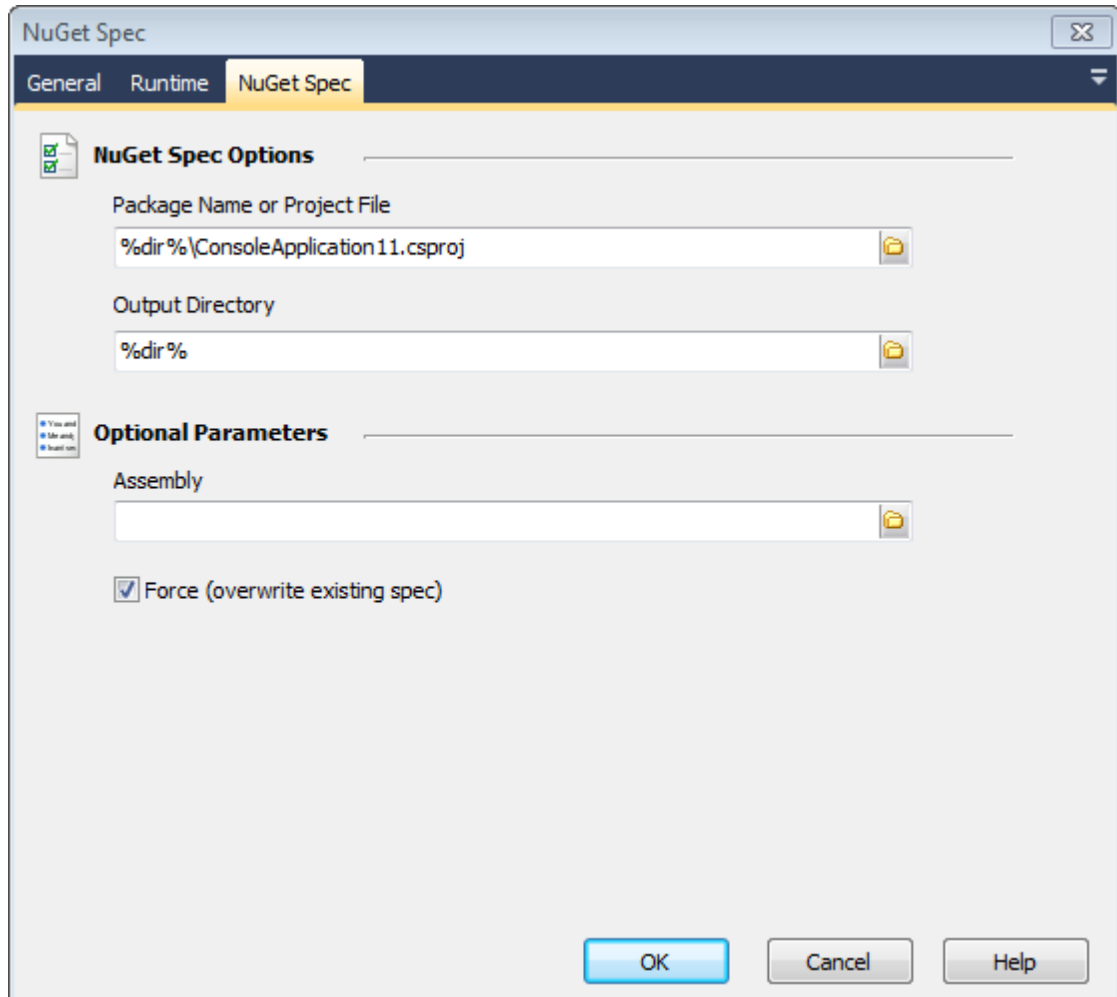 NuGet Spec
General Runtime NuGet Spec
NuGet Spec Options
Package Name or Project File
%dir%\ConsoleApplication11.csproj
Output Directory
%dir%
Optional Parameters
Assembly
Force (overwrite existing spec)
OK Cancel Help